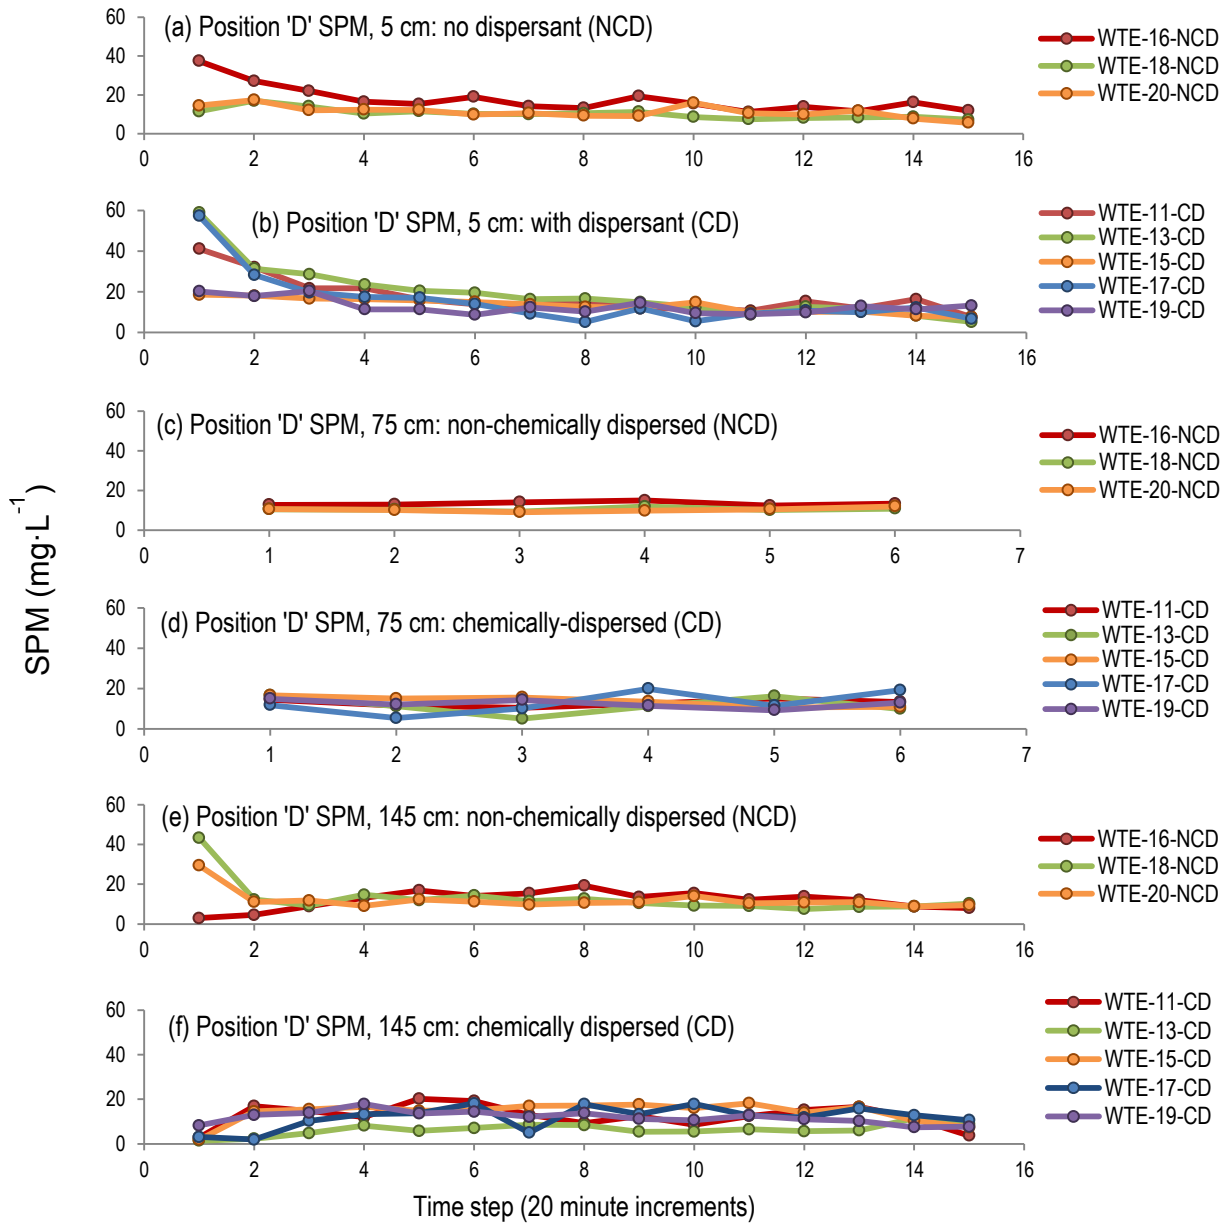 SPM (mg·L⁻¹)
(a) Position 'D' SPM, 5 cm: no dispersant (NCD)
60
40
20
0
0 2 4 6 8 10 12 14 16
WTE-16-NCD
WTE-18-NCD
WTE-20-NCD
(b) Position 'D' SPM, 5 cm: with dispersant (CD)
60
40
20
0
0 2 4 6 8 10 12 14 16
WTE-11-CD
WTE-13-CD
WTE-15-CD
WTE-17-CD
WTE-19-CD
(c) Position 'D' SPM, 75 cm: non-chemically dispersed (NCD)
60
40
20
0
0 1 2 3 4 5 6 7
WTE-16-NCD
WTE-18-NCD
WTE-20-NCD
(d) Position 'D' SPM, 75 cm: chemically-dispersed (CD)
60
40
20
0
0 1 2 3 4 5 6 7
WTE-11-CD
WTE-13-CD
WTE-15-CD
WTE-17-CD
WTE-19-CD
(e) Position 'D' SPM, 145 cm: non-chemically dispersed (NCD)
60
40
20
0
0 2 4 6 8 10 12 14 16
WTE-16-NCD
WTE-18-NCD
WTE-20-NCD
(f) Position 'D' SPM, 145 cm: chemically dispersed (CD)
60
40
20
0
0 2 4 6 8 10 12 14 16
WTE-11-CD
WTE-13-CD
WTE-15-CD
WTE-17-CD
WTE-19-CD
Time step (20 minute increments)